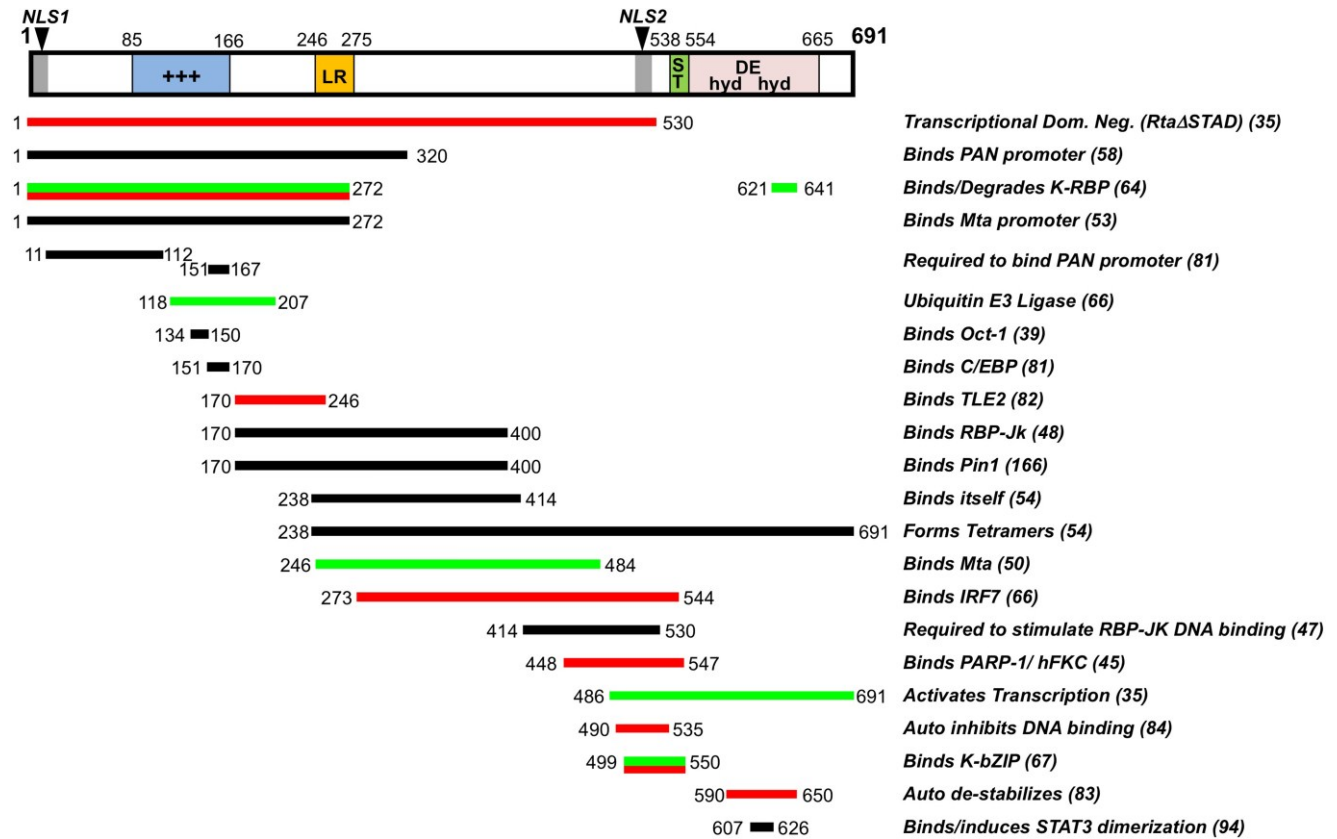 NLS1 NLS2
1 85 166 246 275 538 554 665 691
+++ LR S T DE hyd hyd
1 530 Transcriptional Dom. Neg. (Rta∆STAD) (35)
1 320 Binds PAN promoter (58)
1 272 621 641 Binds/Degrades K-RBP (64)
1 272 Binds Mta promoter (53)
11 112 151 167 Required to bind PAN promoter (81)
118 207 Ubiquitin E3 Ligase (66)
134 150 Binds Oct-1 (39)
151 170 Binds C/EBP (81)
170 246 Binds TLE2 (82)
170 400 Binds RBP-Jk (48)
170 400 Binds Pin1 (166)
238 414 Binds itself (54)
238 691 Forms Tetramers (54)
246 484 Binds Mta (50)
273 544 Binds IRF7 (66)
414 530 Required to stimulate RBP-JK DNA binding (47)
448 547 Binds PARP-1/ hFKC (45)
486 691 Activates Transcription (35)
490 535 Auto inhibits DNA binding (84)
499 550 Binds K-bZIP (67)
590 650 Auto de-stabilizes (83)
607 626 Binds/induces STAT3 dimerization (94)